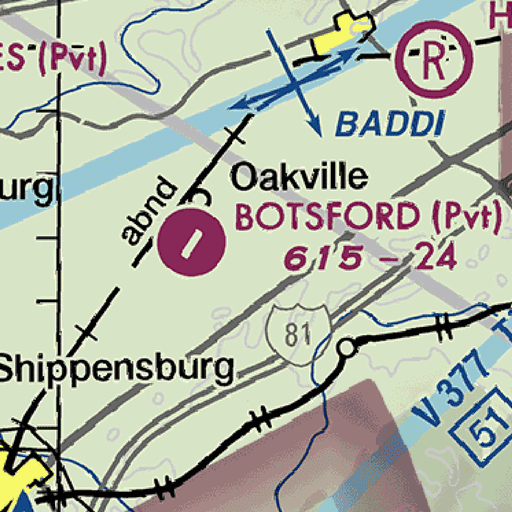 H
ES (Pvt)
R
BADDI
Oakville
urg
abnd
BOTSFORD (Pvt)
615 - 24
81
Shippensburg
V 377
51